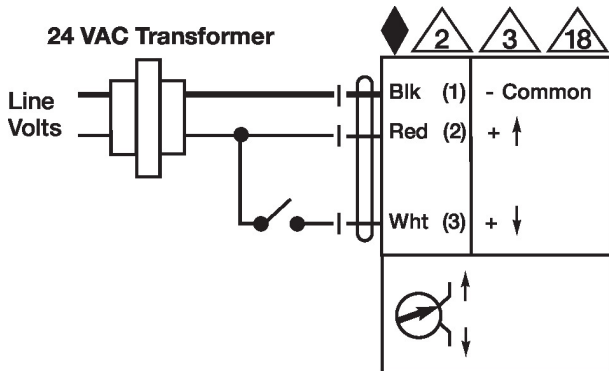 24 VAC Transformer
2 3 18
Line
Volts
Blk (1) - Common
Red (2) + ↑
Wht (3) + ↓